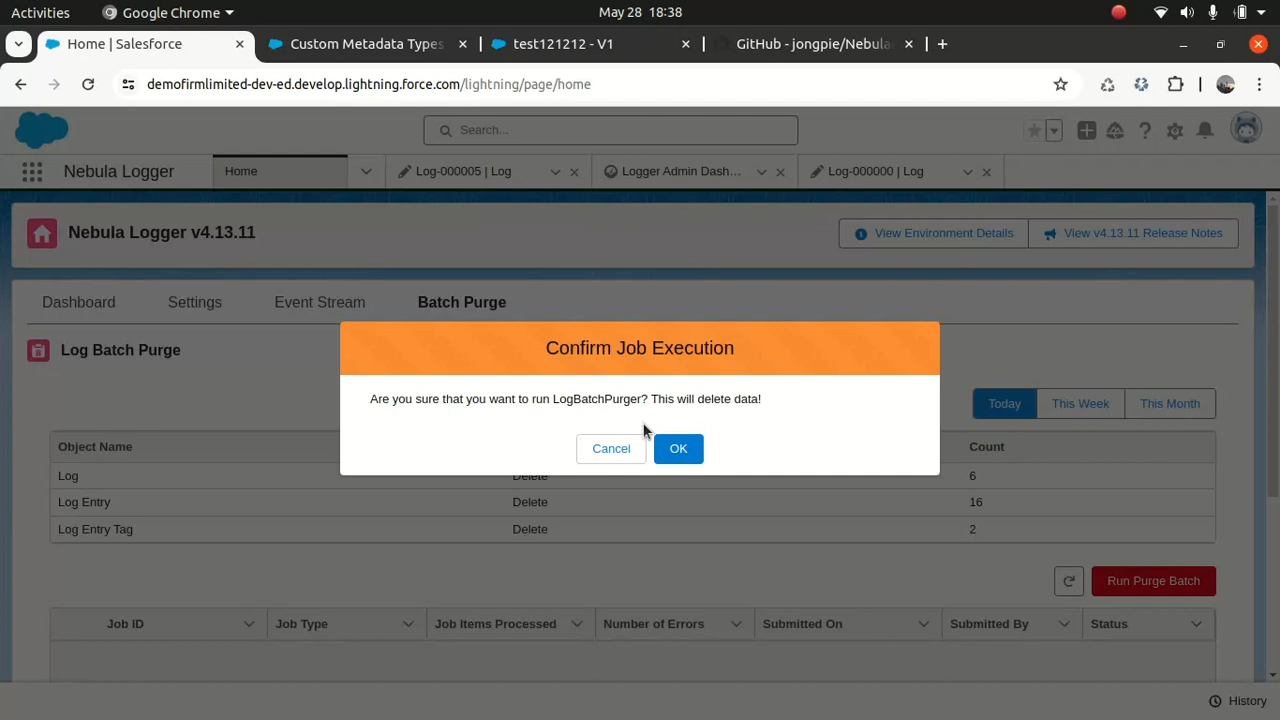 Activities
Google Chrome
May 28 18:38
Home | Salesforce
Custom Metadata Types
test121212 - V1
GitHub - jongpie/Nebula
demofirmlimited-dev-ed.develop.lightning.force.com/lightning/page/home
Search...
Nebula Logger
Home
Log-000005 | Log
Logger Admin Dash...
Log-000000 | Log
Nebula Logger v4.13.11
View Environment Details
View v4.13.11 Release Notes
Dashboard
Settings
Event Stream
Batch Purge
Confirm Job Execution
Log Batch Purge
Are you sure that you want to run LogBatchPurger? This will delete data!
Today
This Week
This Month
Object Name
Count
Cancel
OK
Log
Delete
6
Log Entry
Delete
16
Log Entry Tag
Delete
2
Run Purge Batch
Job ID
Job Type
Job Items Processed
Number of Errors
Submitted On
Submitted By
Status
History